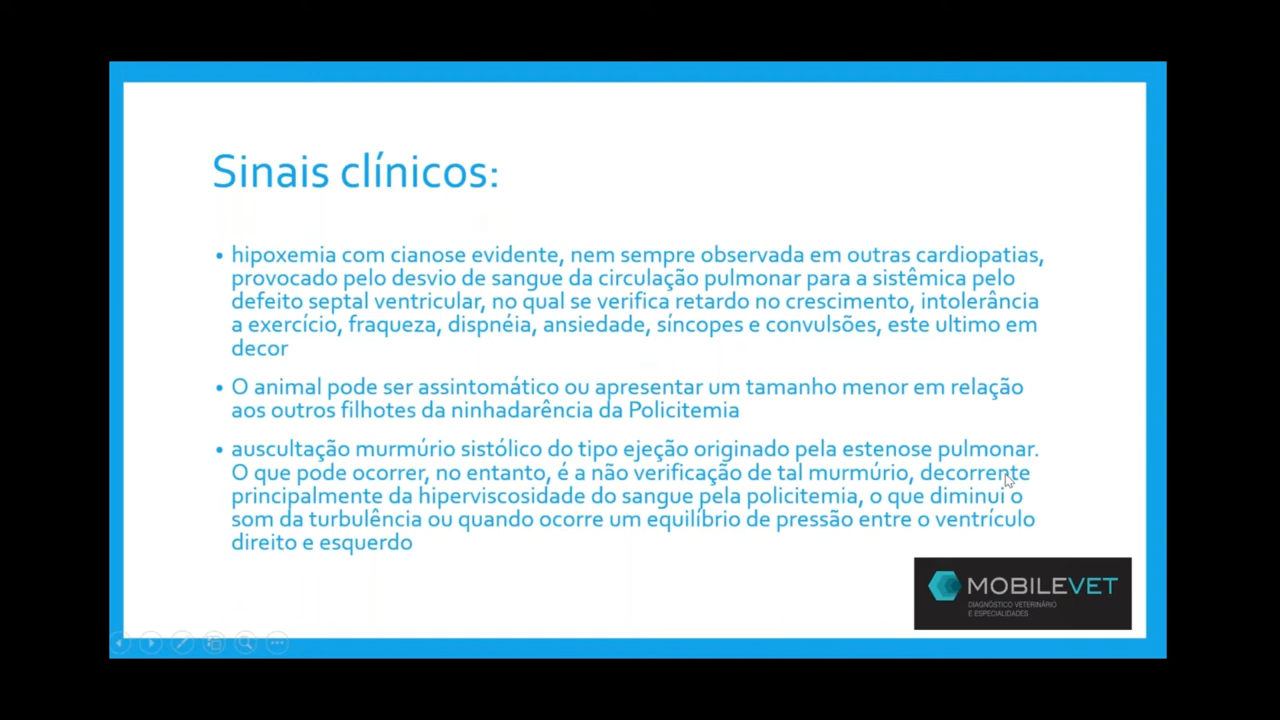 Sinais clínicos:
• hipoxemia com cianose evidente, nem sempre observada em outras cardiopatias,
provocado pelo desvio de sangue da circulação pulmonar para a sistêmica pelo
defeito septal ventricular, no qual se verifica retardo no crescimento, intolerância
a exercício, fraqueza, dispnéia, ansiedade, síncopes e convulsões, este ultimo em
decor
• O animal pode ser assintomático ou apresentar um tamanho menor em relação
aos outros filhotes da ninhadarência da Policitemia
• auscultação murmúrio sistólico do tipo ejeção originado pela estenose pulmonar.
O que pode ocorrer, no entanto, é a não verificação de tal murmúrio, decorrente
principalmente da hiperviscosidade do sangue pela policitemia, o que diminui o
som da turbulência ou quando ocorre um equilíbrio de pressão entre o ventrículo
direito e esquerdo
MOBILEVET
DIAGNÓSTICO VETERINÁRIO
E ESPECIALIDADES